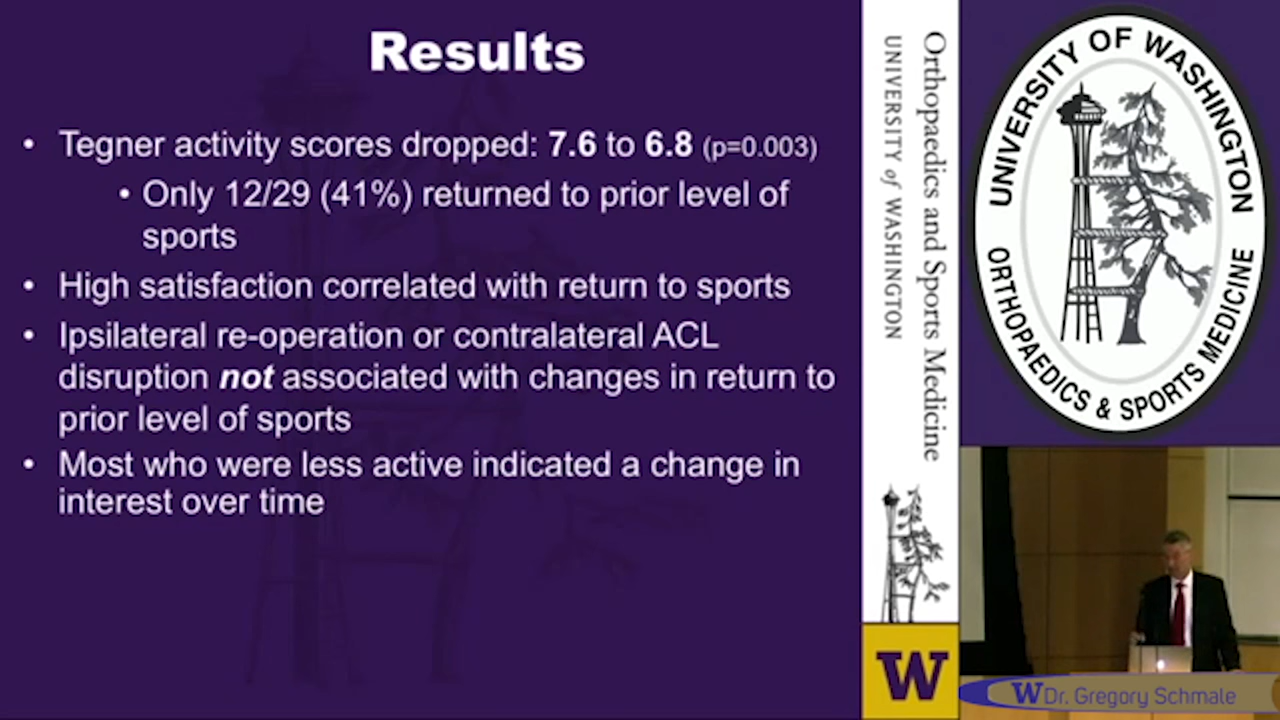 Results
• Tegner activity scores dropped: 7.6 to 6.8 (p=0.003)
• Only 12/29 (41%) returned to prior level of
sports
• High satisfaction correlated with return to sports
• Ipsilateral re-operation or contralateral ACL
disruption not associated with changes in return to
prior level of sports
• Most who were less active indicated a change in
interest over time
Orthopaedics and Sports Medicine
UNIVERSITY of WASHINGTON
W
UNIVERSITY OF WASHINGTON
ORTHOPAEDICS & SPORTS MEDICINE
W Dr. Gregory Schmale